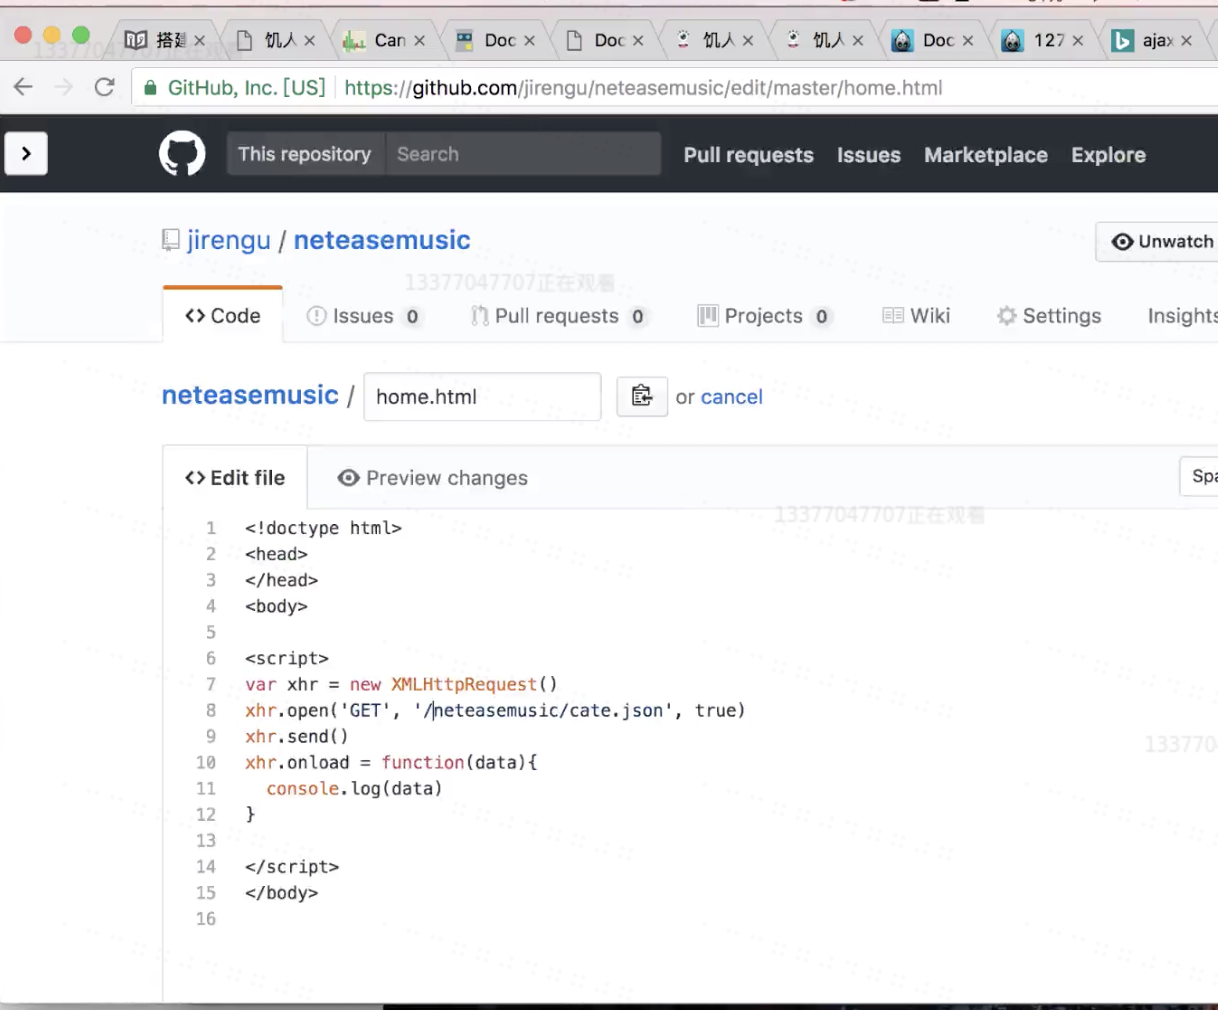 搭建 饥人 Can Doc Doc 饥人 饥人 Doc 127 ajax
GitHub, Inc. [US] https://github.com/jirengu/neteasemusic/edit/master/home.html
This repository Search Pull requests Issues Marketplace Explore
jirengu / neteasemusic Unwatch
13377047707正在观看
Code Issues 0 Pull requests 0 Projects 0 Wiki Settings Insights
neteasemusic / home.html or cancel
Edit file Preview changes Spa
13377047707正在观看
1 <!doctype html>
2 <head>
3 </head>
4 <body>
5
6 <script>
7 var xhr = new XMLHttpRequest()
8 xhr.open('GET', '/neteasemusic/cate.json', true)
9 xhr.send()
133770
10 xhr.onload = function(data){
11 console.log(data)
12 }
13
14 </script>
15 </body>
16